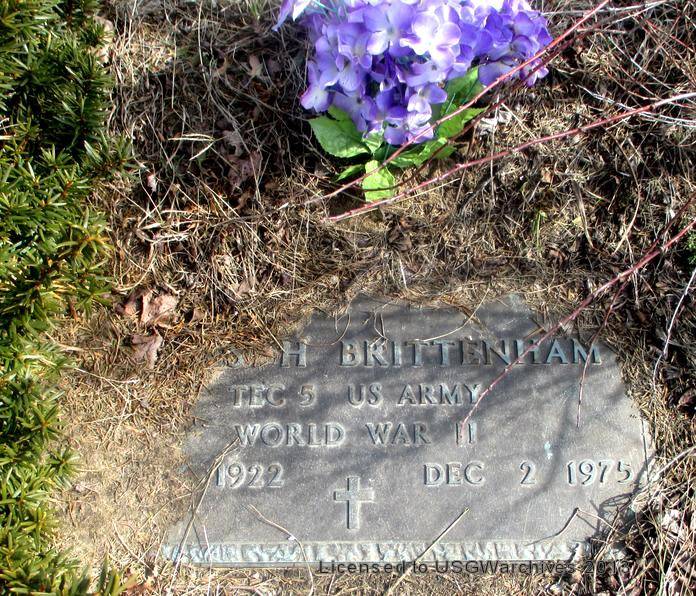 H BRITTENHAM
TEC 5 US ARMY
WORLD WAR II
1922 DEC 2 1975
Licensed to USGWarchives